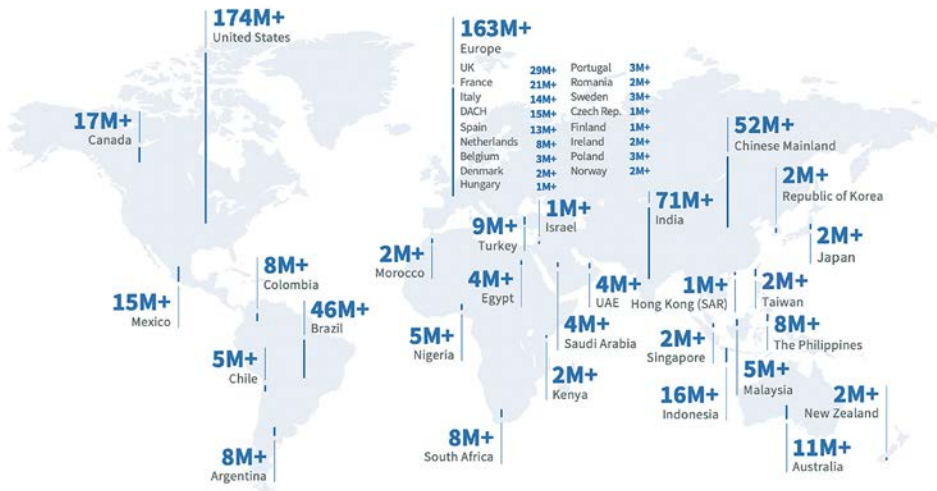 174M+
United States
163M+
Europe
UK 29M+ Portugal 3M+
France 21M+ Romania 2M+
Italy 14M+ Sweden 3M+
DACH 15M+ Czech Rep. 1M+
Spain 13M+ Finland 1M+
Netherlands 8M+ Ireland 2M+
Belgium 3M+ Poland 3M+
Denmark 2M+ Norway 2M+
Hungary 1M+
17M+
Canada
52M+
Chinese Mainland
2M+
Republic of Korea
71M+
India
1M+
Israel
9M+
Turkey
2M+
Japan
2M+
Morocco
8M+
Colombia
4M+
Egypt
4M+
UAE
1M+
Hong Kong (SAR)
2M+
Taiwan
15M+
Mexico
46M+
Brazil
5M+
Nigeria
4M+
Saudi Arabia
2M+
Singapore
8M+
The Philippines
5M+
Chile
2M+
Kenya
5M+
Malaysia
16M+
Indonesia
2M+
New Zealand
8M+
Argentina
8M+
South Africa
11M+
Australia